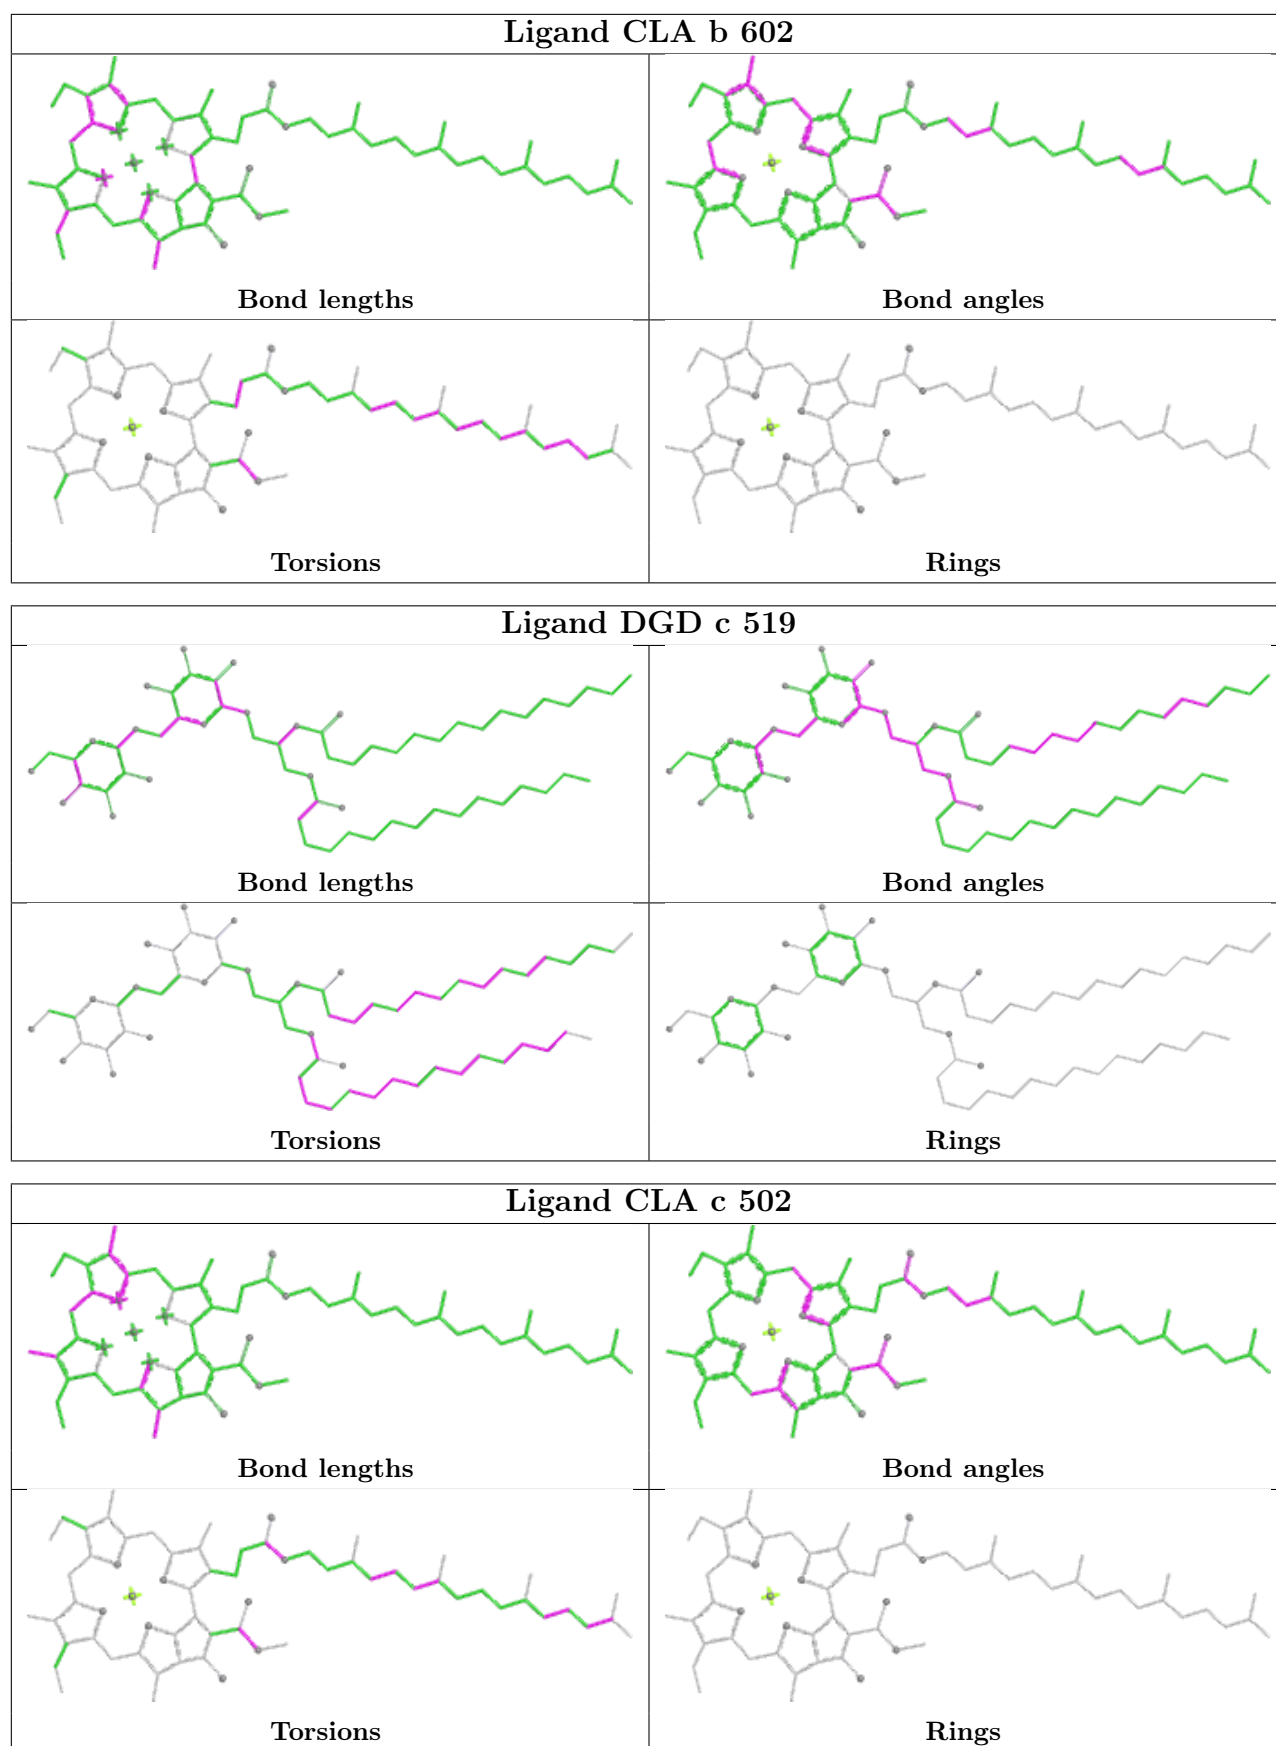 Ligand CLA b 602
Bond lengths
Bond angles
Torsions
Rings
Ligand DGD c 519
Bond lengths
Bond angles
Torsions
Rings
Ligand CLA c 502
Bond lengths
Bond angles
Torsions
Rings